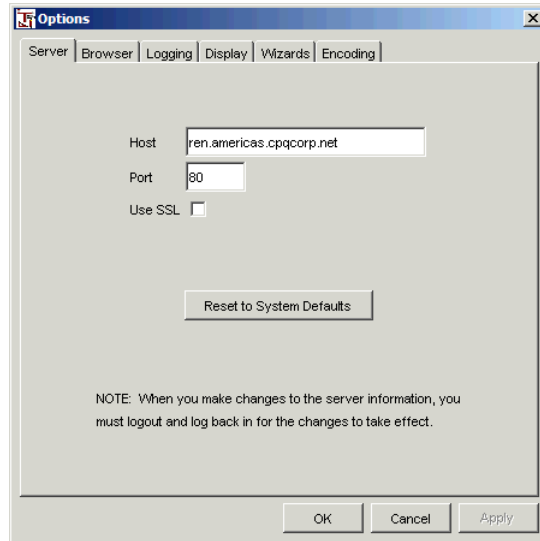 Options
Server Browser Logging Display Wizards Encoding
Host ren.americas.cpqcorp.net
Port 80
Use SSL
Reset to System Defaults
NOTE: When you make changes to the server information, you
must logout and log back in for the changes to take effect.
OK Cancel Apply